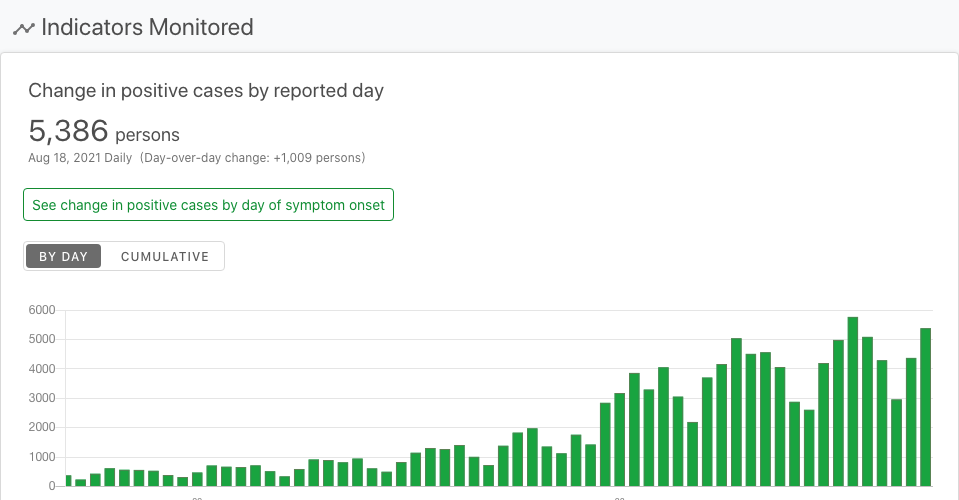 Indicators Monitored
Change in positive cases by reported day
5,386 persons
Aug 18, 2021 Daily (Day-over-day change: +1,009 persons)
See change in positive cases by day of symptom onset
BY DAY CUMULATIVE
6000
5000
4000
3000
2000
1000
0